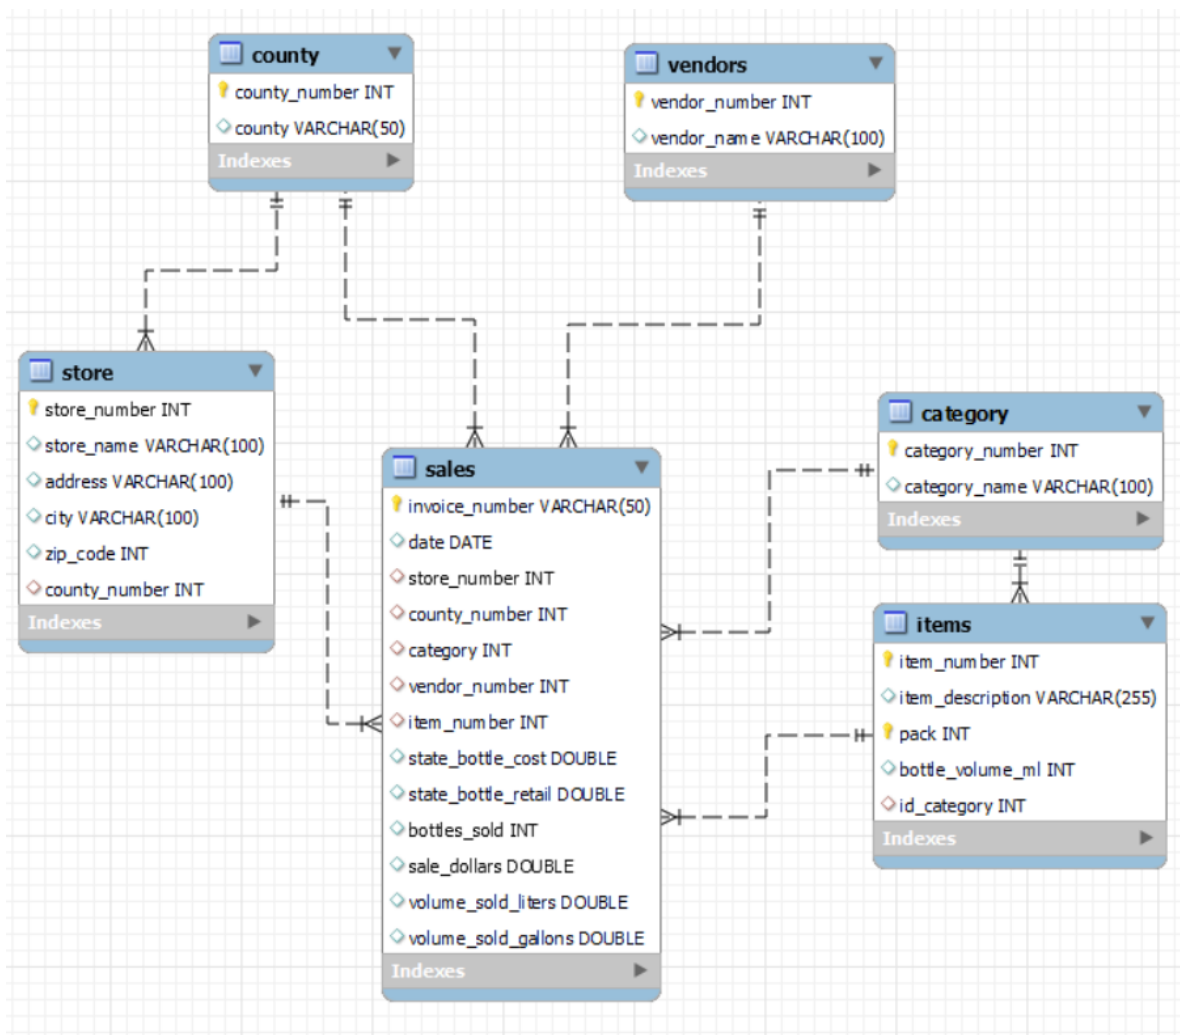 county
county_number INT
county VARCHAR(50)
Indexes
vendors
vendor_number INT
vendor_name VARCHAR(100)
Indexes
store
store_number INT
store_name VARCHAR(100)
address VARCHAR(100)
city VARCHAR(100)
zip_code INT
county_number INT
Indexes
sales
invoice_number VARCHAR(50)
date DATE
store_number INT
county_number INT
category INT
vendor_number INT
item_number INT
state_bottle_cost DOUBLE
state_bottle_retail DOUBLE
bottles_sold INT
sale_dollars DOUBLE
volume_sold_liters DOUBLE
volume_sold_gallons DOUBLE
Indexes
category
category_number INT
category_name VARCHAR(100)
Indexes
items
item_number INT
item_description VARCHAR(255)
pack INT
bottle_volume_ml INT
id_category INT
Indexes